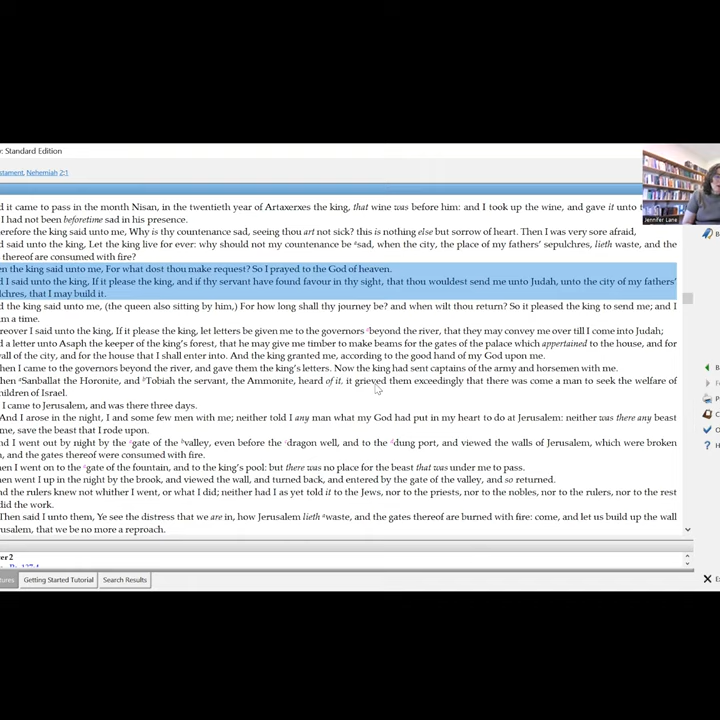 y: Standard Edition
stament, Nehemiah 2:1
d it came to pass in the month Nisan, in the twentieth year of Artaxerxes the king, that wine was before him: and I took up the wine, and gave it unto t
I had not been beforetime sad in his presence.
herefore the king said unto me, Why is thy countenance sad, seeing thou art not sick? this is nothing else but sorrow of heart. Then I was very sore afraid,
nd said unto the king, Let the king live for ever: why should not my countenance be ᵃsad, when the city, the place of my fathers' sepulchres, lieth waste, and the
s thereof are consumed with fire?
en the king said unto me, For what dost thou make request? So I prayed to the God of heaven.
d I said unto the king, If it please the king, and if thy servant have found favour in thy sight, that thou wouldest send me unto Judah, unto the city of my fathers'
lchres, that I may build it.
d the king said unto me, (the queen also sitting by him,) For how long shall thy journey be? and when wilt thou return? So it pleased the king to send me; and I
m a time.
reover I said unto the king, If it please the king, let letters be given me to the governors beyond the river, that they may convey me over till I come into Judah;
d a letter unto Asaph the keeper of the king's forest, that he may give me timber to make beams for the gates of the palace which appertained to the house, and for
wall of the city, and for the house that I shall enter into. And the king granted me, according to the good hand of my God upon me.
hen I came to the governors beyond the river, and gave them the king's letters. Now the king had sent captains of the army and horsemen with me.
hen ᵃSanballat the Horonite, and ᵇTobiah the servant, the Ammonite, heard of it, it grieved them exceedingly that there was come a man to seek the welfare of
hildren of Israel.
I came to Jerusalem, and was there three days.
And I arose in the night, I and some few men with me; neither told I any man what my God had put in my heart to do at Jerusalem: neither was there any beast
me, save the beast that I rode upon.
nd I went out by night by the gate of the valley, even before the dragon well, and to the dung port, and viewed the walls of Jerusalem, which were broken
n, and the gates thereof were consumed with fire.
hen I went on to the gate of the fountain, and to the king's pool: but there was no place for the beast that was under me to pass.
hen went I up in the night by the brook, and viewed the wall, and turned back, and entered by the gate of the valley, and so returned.
nd the rulers knew not whither I went, or what I did; neither had I as yet told it to the Jews, nor to the priests, nor to the nobles, nor to the rulers, nor to the rest
did the work.
Then said I unto them, Ye see the distress that we are in, how Jerusalem lieth ᵃwaste, and the gates thereof are burned with fire: come, and let us build up the wall
usalem, that we be no more a reproach.
er 2
tures
Getting Started Tutorial
Search Results
Jennifer Lane